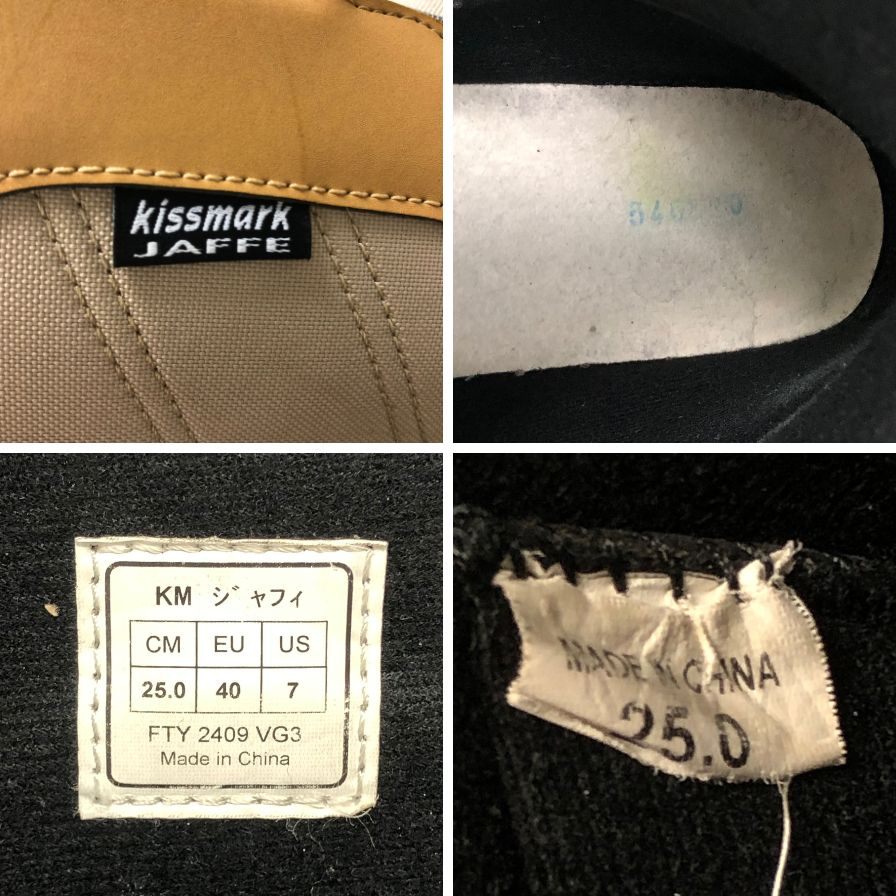 kissmark
JAFFE
KM ジャフィ
CM EU US
25.0 40 7
FTY 2409 VG3
Made in China
MADE IN CHINA
25.0